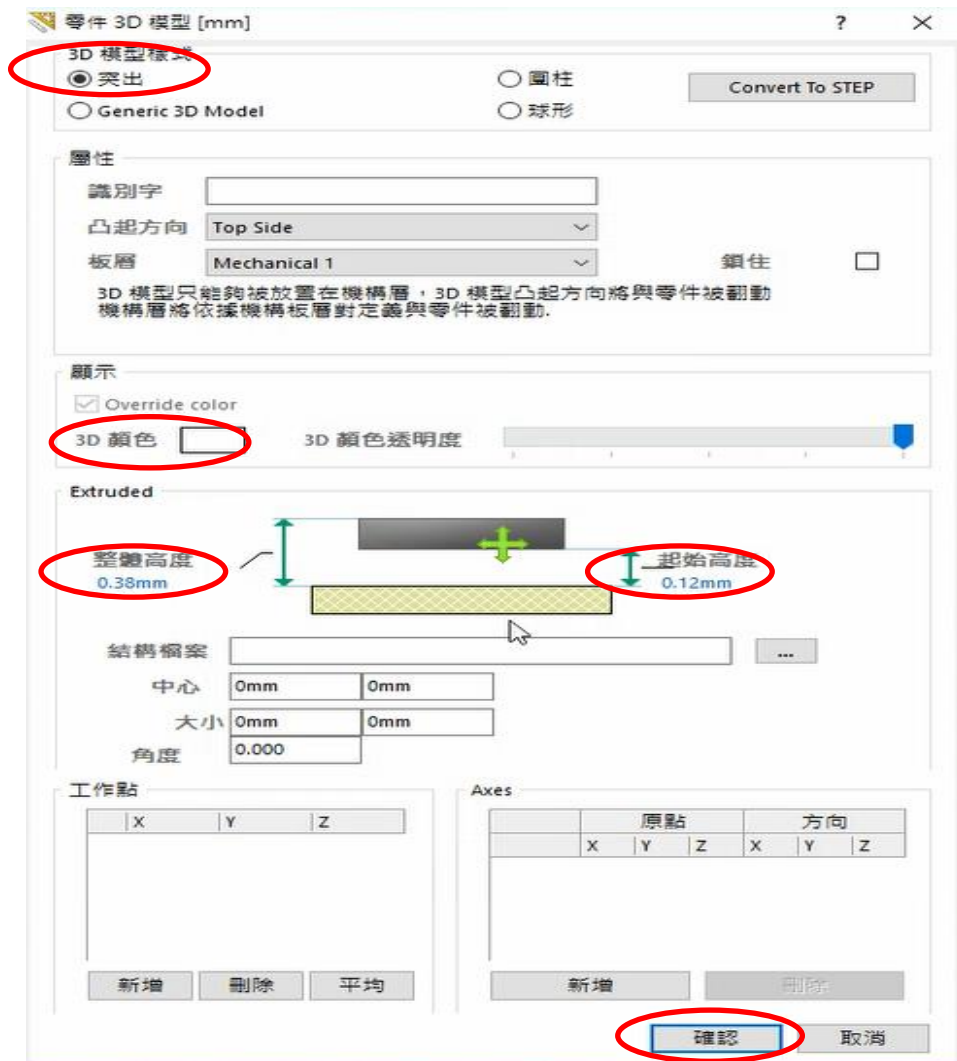 零件 3D 模型 [mm] ?
3D 模型樣式
突出 圓柱 Convert To STEP
Generic 3D Model 球形
屬性
識別字
凸起方向 Top Side
板層 Mechanical 1 鎖住
3D 模型只能夠被放置在機構層，3D 模型凸起方向將與零件被翻動
機構層將依據機構板層對定義與零件被翻動.
顯示
Override color
3D 顏色 3D 顏色透明度
Extruded
整體高度 起始高度
0.38mm 0.12mm
結構檔案 ...
中心 0mm 0mm
大小 0mm 0mm
角度 0.000
工作點 Axes
X Y Z 原點 方向
X Y Z X Y Z
新增 刪除 平均 新增 刪除
確認 取消